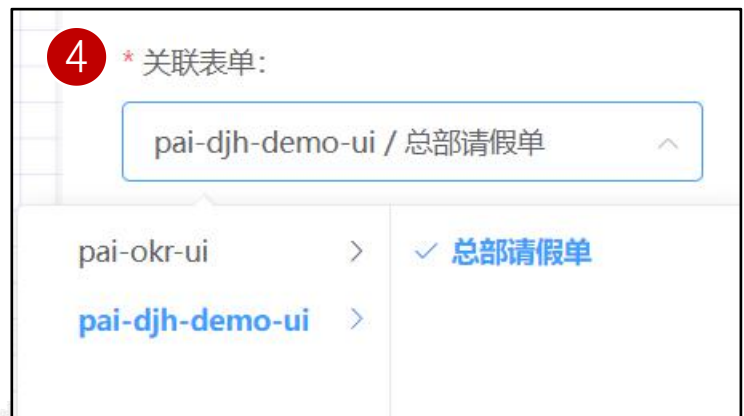 4 * 关联表单:
pai-djh-demo-ui / 总部请假单
pai-okr-ui
总部请假单
pai-djh-demo-ui